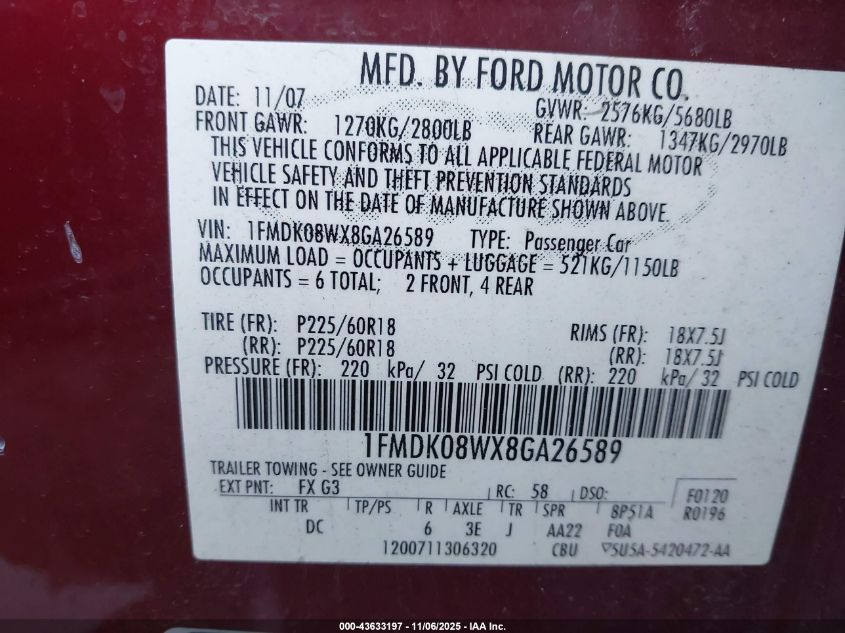 MFD. BY FORD MOTOR CO.
DATE: 11/07 GVWR: 2576KG/5680LB
FRONT GAWR: 1270KG/2800LB REAR GAWR: 1347KG/2970LB
THIS VEHICLE CONFORMS TO ALL APPLICABLE FEDERAL MOTOR
VEHICLE SAFETY AND THEFT PREVENTION STANDARDS
IN EFFECT ON THE DATE OF MANUFACTURE SHOWN ABOVE.
VIN: 1FMDK08WX8GA26589 TYPE: Passenger Car
MAXIMUM LOAD = OCCUPANTS + LUGGAGE = 521KG/1150LB
OCCUPANTS = 6 TOTAL; 2 FRONT, 4 REAR
TIRE (FR): P225/60R18 RIMS (FR): 18X7.5J
(RR): P225/60R18 (RR): 18X7.5J
PRESSURE (FR): 220 kPa/ 32 PSI COLD (RR): 220 kPa/ 32 PSI COLD
1FMDK08WX8GA26589
TRAILER TOWING - SEE OWNER GUIDE
EXT PNT: FX G3 RC: 58 DSO: F0120
INT TR TP/PS R AXLE TR SPR 8P51A R0196
DC 6 3E J AA22 F0A
1200711306320 CBU 5U5A-5420472-AA
000-43633197 - 11/06/2025 - IAA Inc.